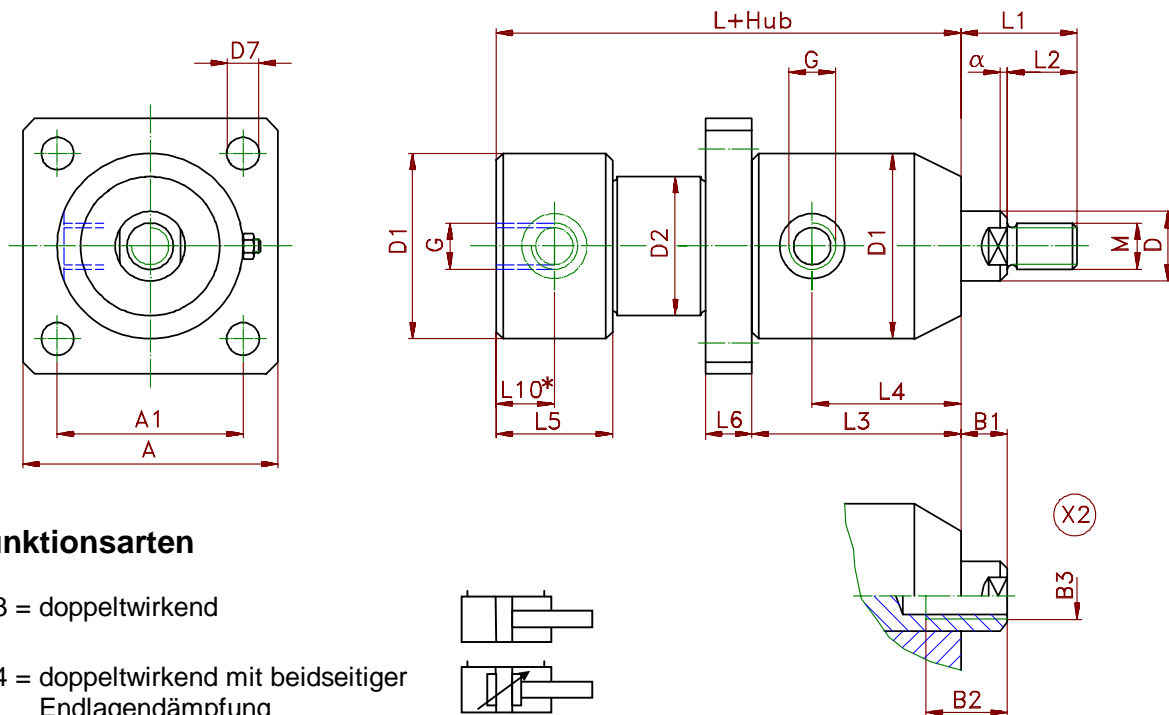 L+Hub L1
D7 G α L2
D1 G D2 D1 M D
L10* L4
A1 L5 L6 L3 B1
A
unktionsarten X2
3 = doppeltwirkend B3
4 = doppeltwirkend mit beidseitiger
Endlagendämpfung B2